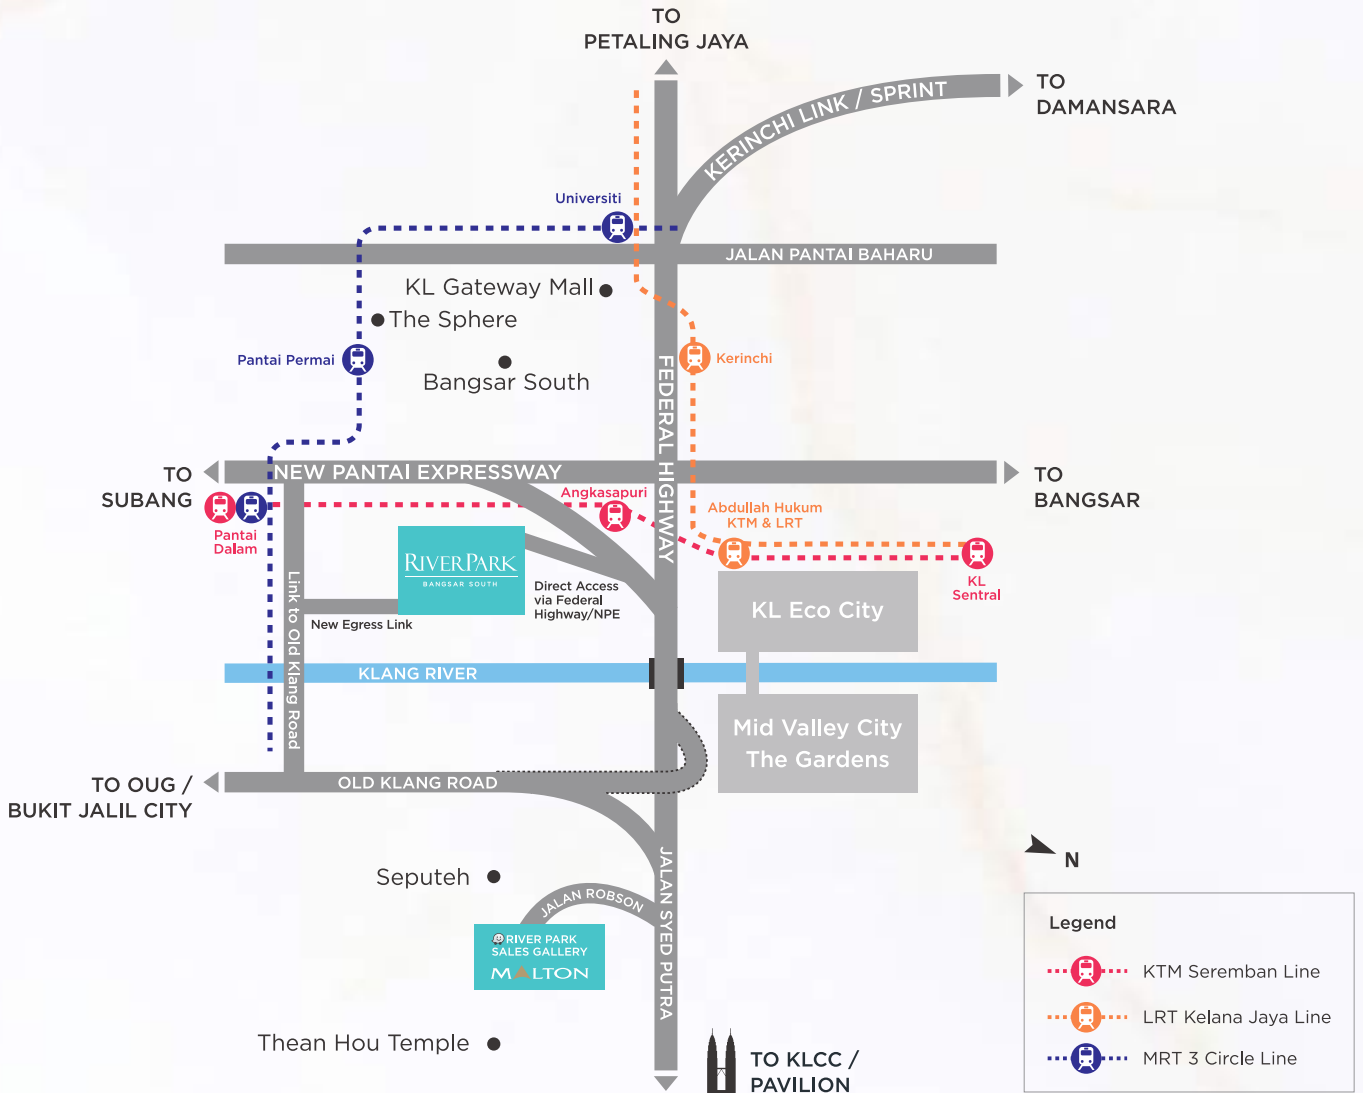 TO
PETALING JAYA
TO
DAMANSARA
KERINCHI LINK / SPRINT
Universiti
JALAN PANTAI BAHARU
KL Gateway Mall
The Sphere
Pantai Permai
Bangsar South
Kerinchi
FEDERAL HIGHWAY
TO
SUBANG
NEW PANTAI EXPRESSWAY
TO
BANGSAR
Pantai
Dalam
Angkasapuri
Abdullah Hukum
KTM & LRT
KL
Sentral
RIVERPARK
BANGSAR SOUTH
Direct Access
via Federal
Highway/NPE
New Egress Link
Link to Old Klang Road
KL Eco City
KLANG RIVER
Mid Valley City
The Gardens
TO OUG /
BUKIT JALIL CITY
OLD KLANG ROAD
Seputeh
JALAN ROBSON
JALAN SYED PUTRA
RIVER PARK
SALES GALLERY
MALTON
Thean Hou Temple
TO KLCC /
PAVILION
N
Legend
KTM Seremban Line
LRT Kelana Jaya Line
MRT 3 Circle Line